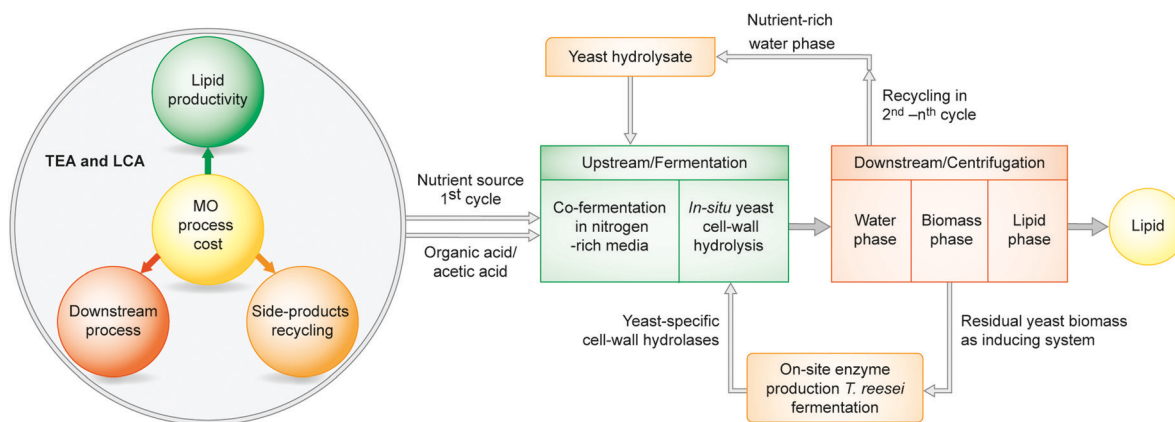 Lipid
productivity
TEA and LCA
MO
process
cost
Downstream
process
Side-products
recycling
Nutrient source
1st cycle
Organic acid/
acetic acid
Yeast hydrolysate
Nutrient-rich
water phase
Recycling in
2nd –nth cycle
Upstream/Fermentation
Co-fermentation
in nitrogen
-rich media
In-situ yeast
cell-wall
hydrolysis
Downstream/Centrifugation
Water
phase
Biomass
phase
Lipid
phase
Lipid
Yeast-specific
cell-wall hydrolases
Residual yeast biomass
as inducing system
On-site enzyme
production T. reesei
fermentation